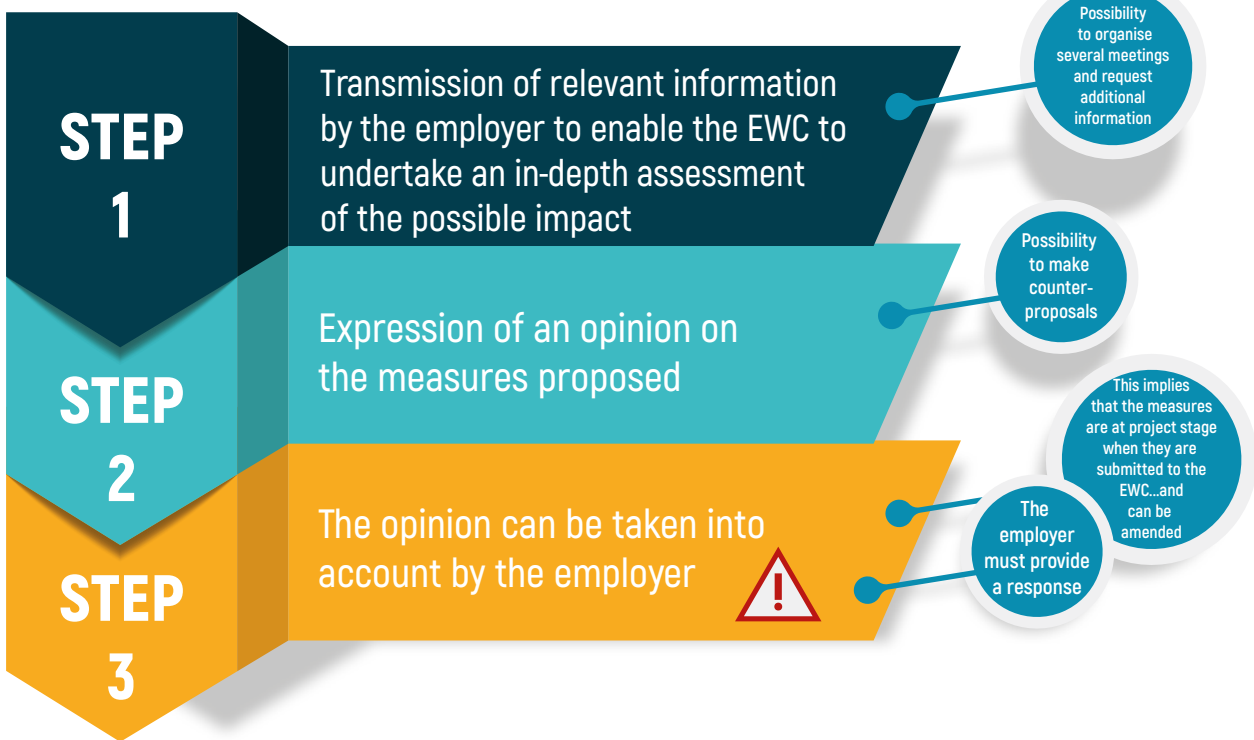 STEP
1
Transmission of relevant information
by the employer to enable the EWC to
undertake an in-depth assessment
of the possible impact
Possibility
to organise
several meetings
and request
additional
information
STEP
2
Expression of an opinion on
the measures proposed
Possibility
to make
counter-
proposals
STEP
3
The opinion can be taken into
account by the employer
!
This implies
that the measures
are at project stage
when they are
submitted to the
EWC...and
can be
amended
The
employer
must provide
a response